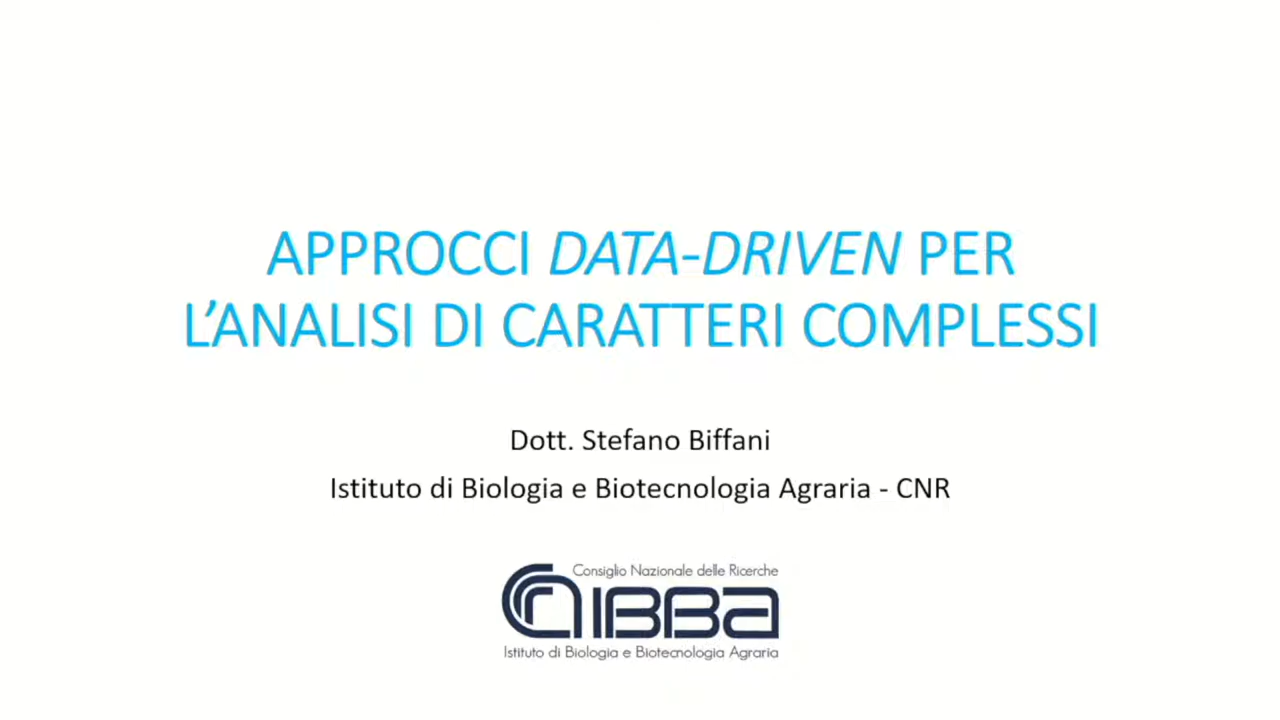 APPROCCI DATA-DRIVEN PER
L'ANALISI DI CARATTERI COMPLESSI
Dott. Stefano Biffani
Istituto di Biologia e Biotecnologia Agraria - CNR
Consiglio Nazionale delle Ricerche
IBBA
Istituto di Biologia e Biotecnologia Agraria